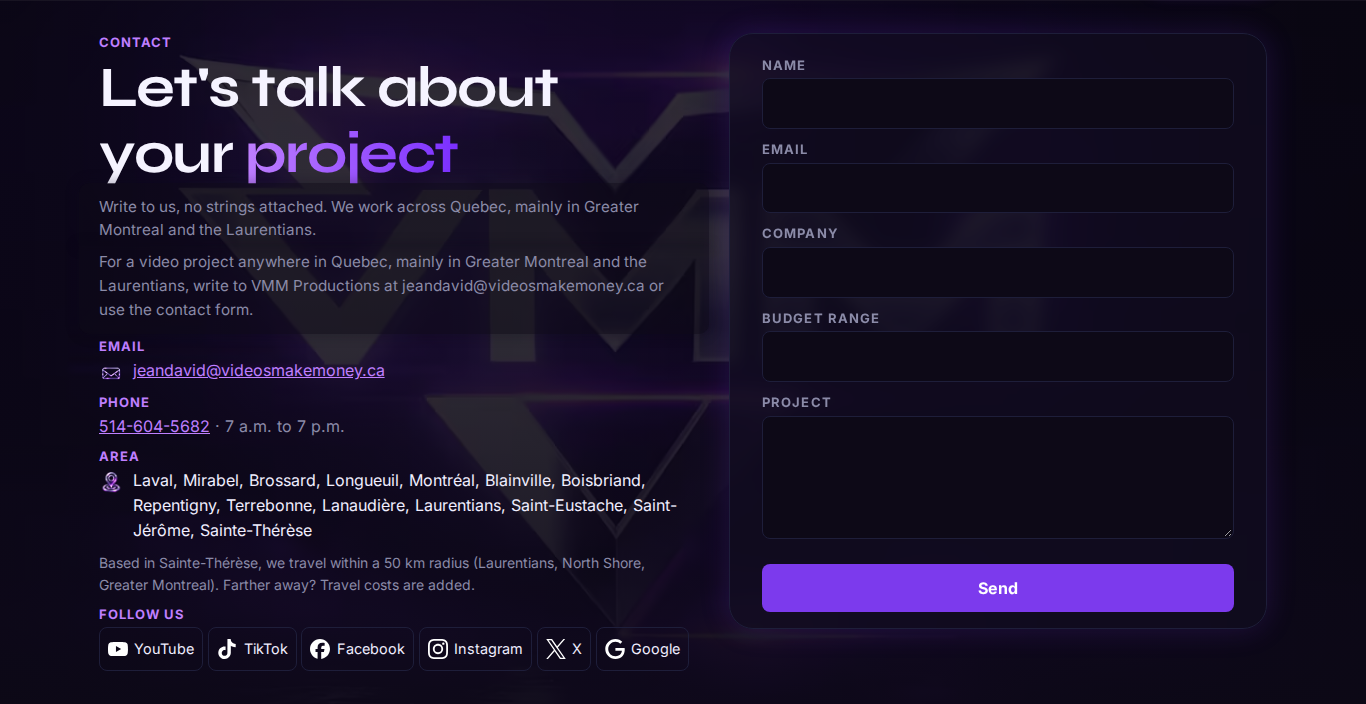 CONTACT
Let's talk about
your project
Write to us, no strings attached. We work across Quebec, mainly in Greater
Montreal and the Laurentians.
For a video project anywhere in Quebec, mainly in Greater Montreal and the
Laurentians, write to VMM Productions at jeandavid@videosmakemoney.ca or
use the contact form.
EMAIL
jeandavid@videosmakemoney.ca
PHONE
514-604-5682 · 7 a.m. to 7 p.m.
AREA
Laval, Mirabel, Brossard, Longueuil, Montréal, Blainville, Boisbriand,
Repentigny, Terrebonne, Lanaudière, Laurentians, Saint-Eustache, Saint-
Jérôme, Sainte-Thérèse
Based in Sainte-Thérèse, we travel within a 50 km radius (Laurentians, North Shore,
Greater Montreal). Farther away? Travel costs are added.
FOLLOW US
YouTube TikTok Facebook Instagram X Google
NAME
EMAIL
COMPANY
BUDGET RANGE
PROJECT
Send